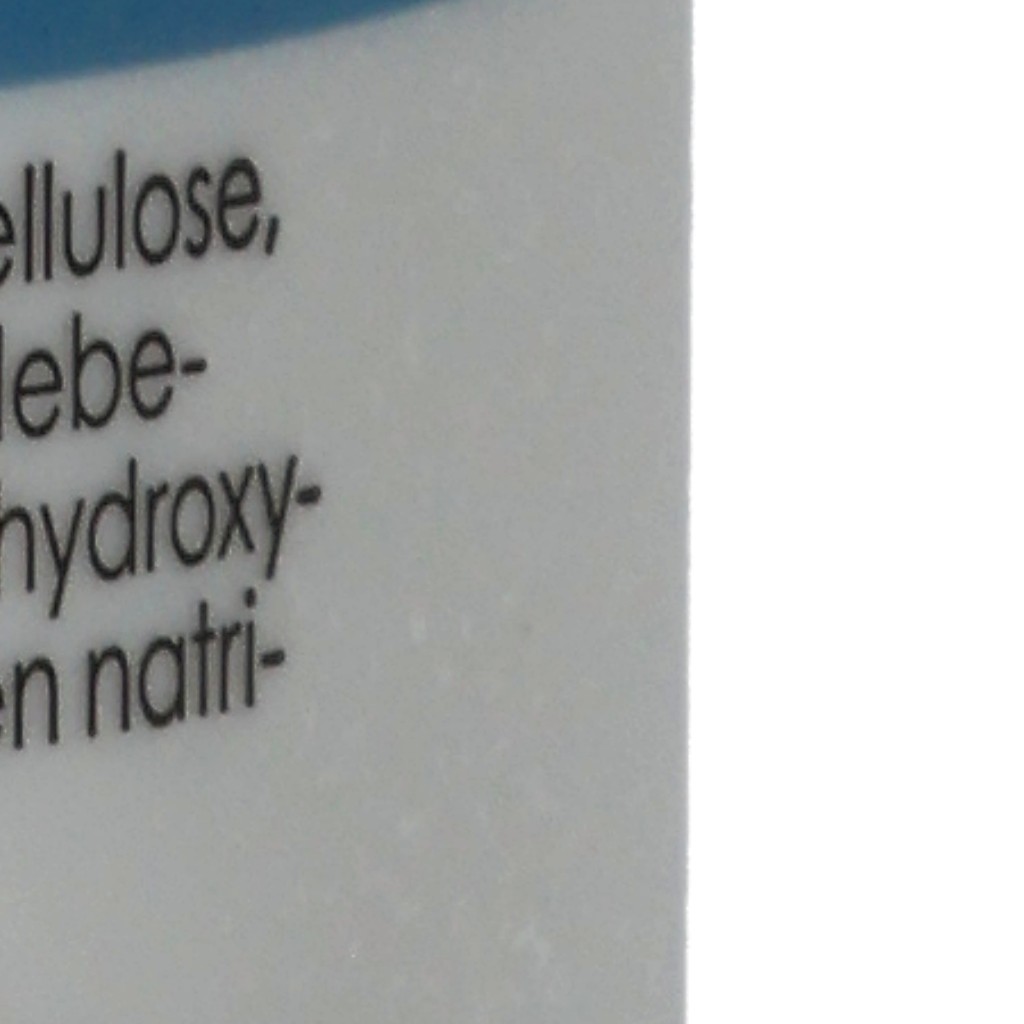 ellulose,
lebe-
hydroxy-
en natri-